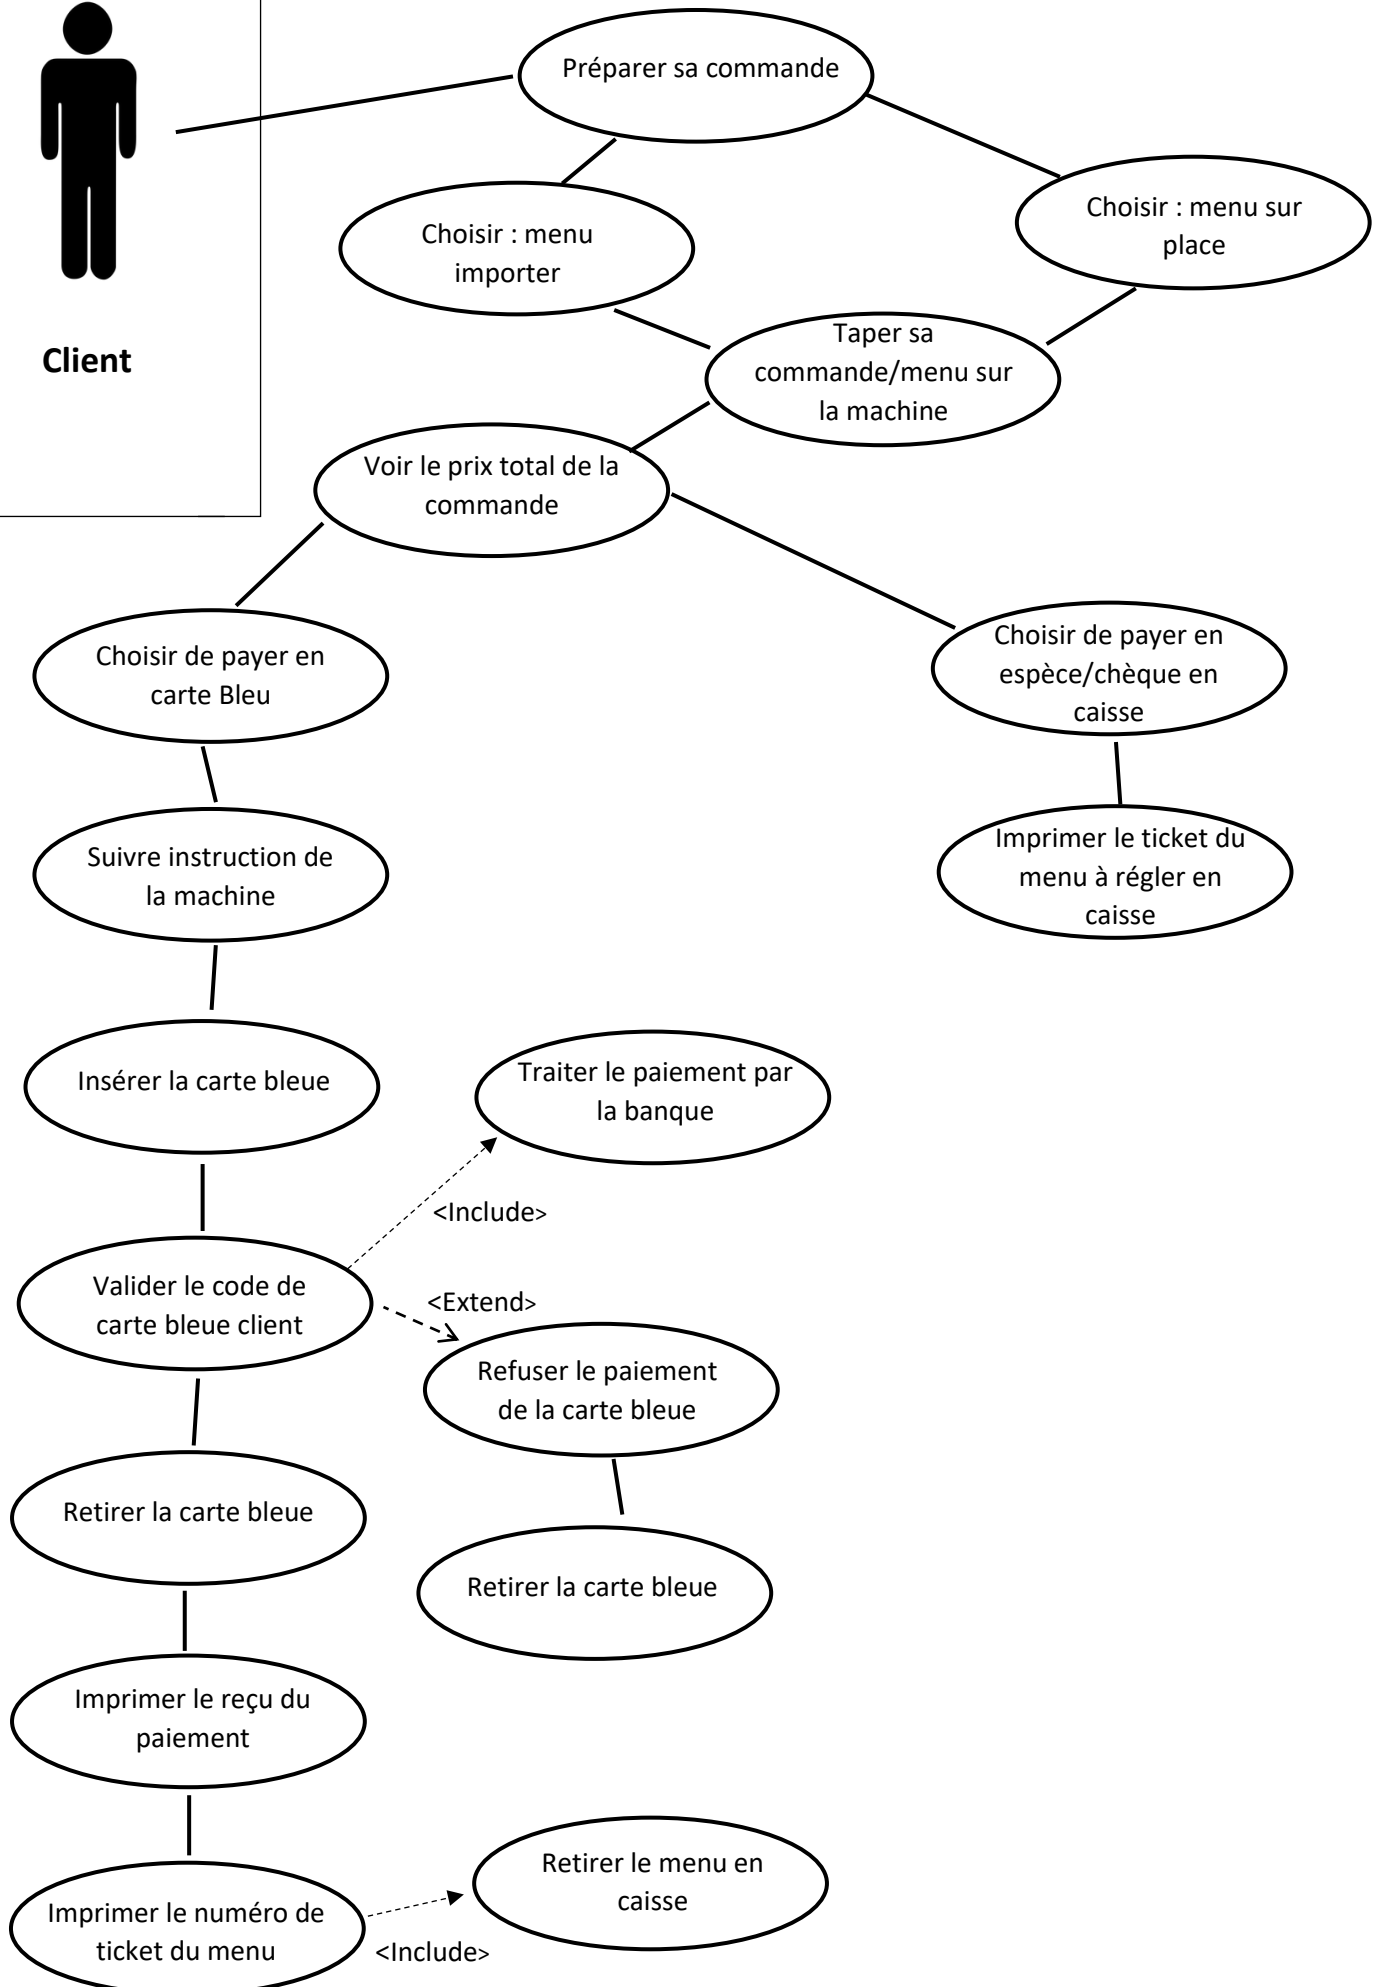 Préparer sa commande
Choisir : menu sur
place
Choisir : menu
importer
Client
Taper sa
commande/menu sur
la machine
Voir le prix total de la
commande
Choisir de payer en
carte Bleu
Choisir de payer en
espèce/chèque en
caisse
Suivre instruction de
la machine
Imprimer le ticket du
menu à régler en
caisse
Insérer la carte bleue
Traiter le paiement par
la banque
<Include>
Valider le code de
carte bleue client
<Extend>
Refuser le paiement
de la carte bleue
Retirer la carte bleue
Retirer la carte bleue
Imprimer le reçu du
paiement
Retirer le menu en
caisse
Imprimer le numéro de
ticket du menu
<Include>